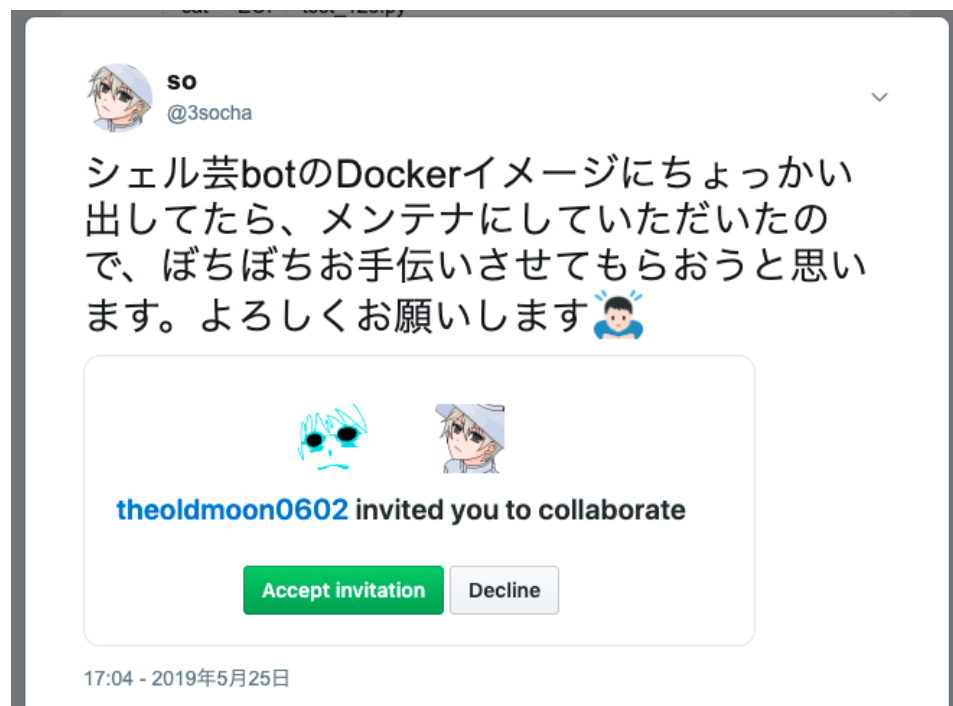 so
@3socha
シェル芸botのDockerイメージにちょっかい
出してたら、メンテナにしていただいたの
で、ぼちぼちお手伝いさせてもらおうと思い
ます。よろしくお願いします🙇‍♂️
theoldmoon0602 invited you to collaborate
Accept invitation Decline
17:04 - 2019年5月25日